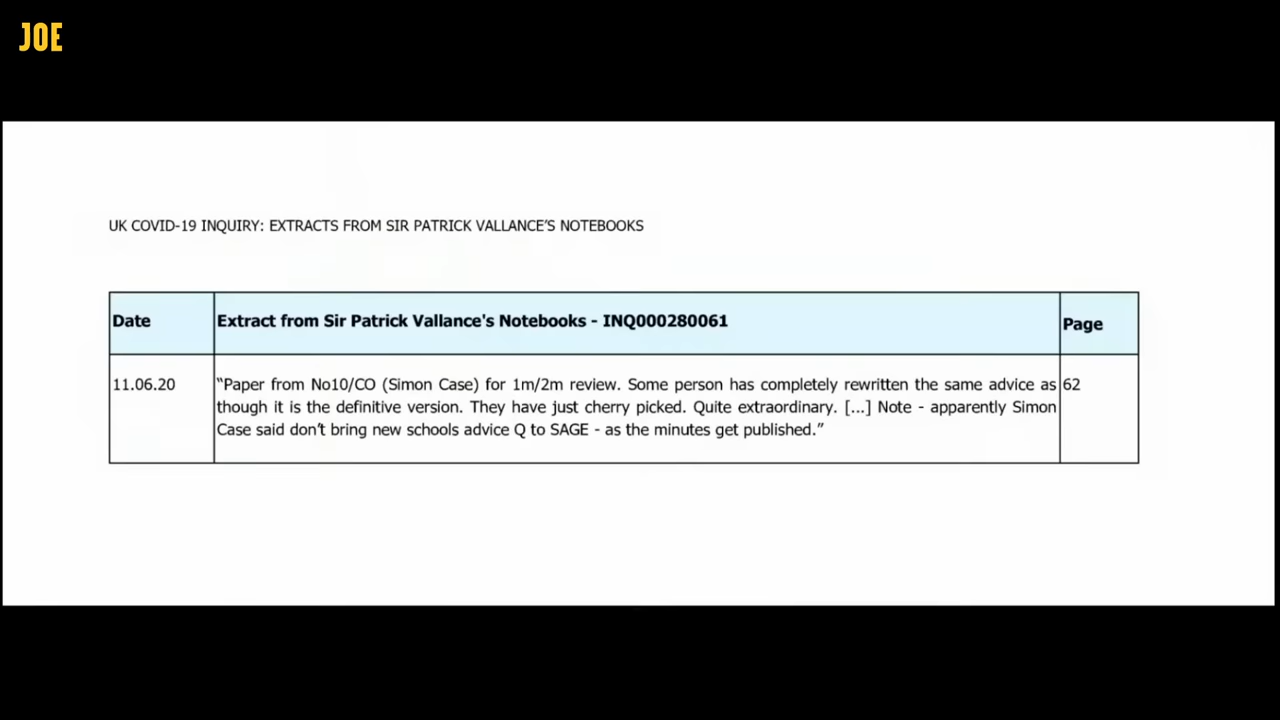 JOE
UK COVID-19 INQUIRY: EXTRACTS FROM SIR PATRICK VALLANCE'S NOTEBOOKS
Date Extract from Sir Patrick Vallance's Notebooks - INQ000280061 Page
11.06.20 "Paper from No10/CO (Simon Case) for 1m/2m review. Some person has completely rewritten the same advice as 62
though it is the definitive version. They have just cherry picked. Quite extraordinary. [...] Note - apparently Simon
Case said don't bring new schools advice Q to SAGE - as the minutes get published."